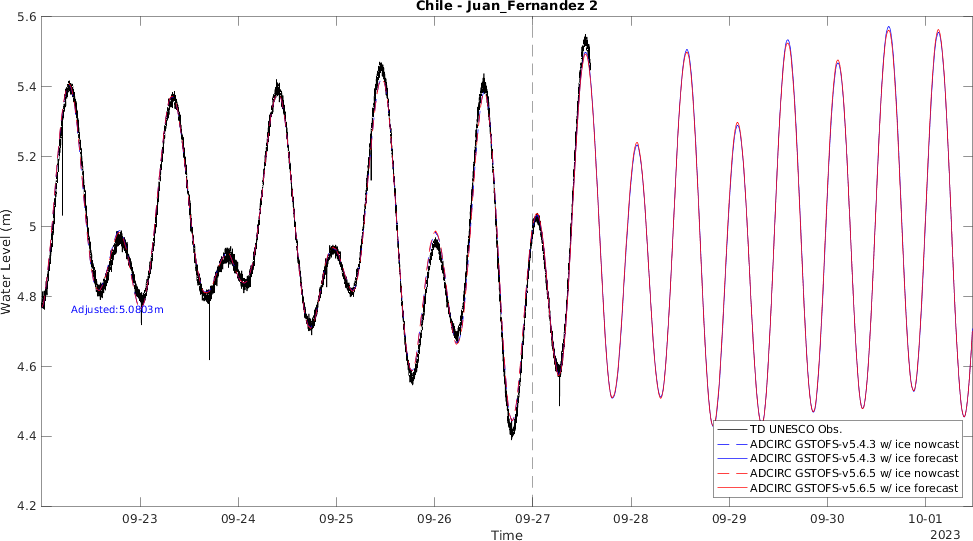 Chile - Juan_Fernandez 2
5.6
5.4
5.2
5
4.8
4.6
4.4
4.2
Water Level (m)
Adjusted:5.0803m
TD UNESCO Obs.
ADCIRC GSTOFS-v5.4.3 w/ ice nowcast
ADCIRC GSTOFS-v5.4.3 w/ ice forecast
ADCIRC GSTOFS-v5.6.5 w/ ice nowcast
ADCIRC GSTOFS-v5.6.5 w/ ice forecast
09-23 09-24 09-25 09-26 09-27 09-28 09-29 09-30 10-01
Time
2023